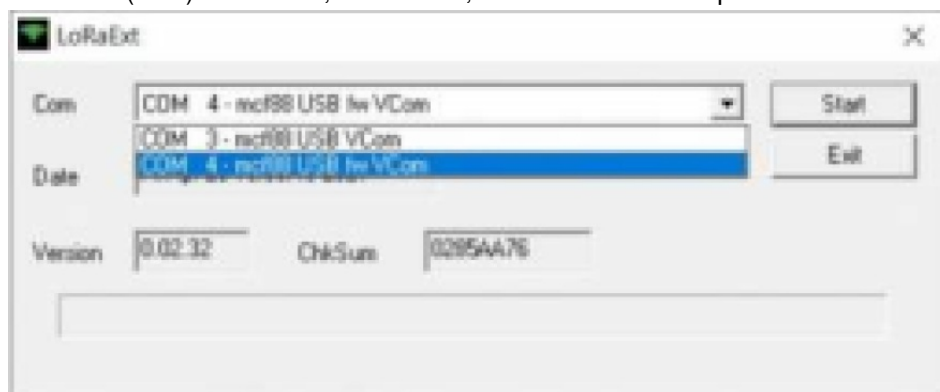 LoRaExt
Com COM 4 - mcf88 USB fw VCom Start
COM 3 - mcf88 USB VCom
COM 4 - mcf88 USB fw VCom Exit
Date
Version 0.02.32 ChkSum 0285AA76